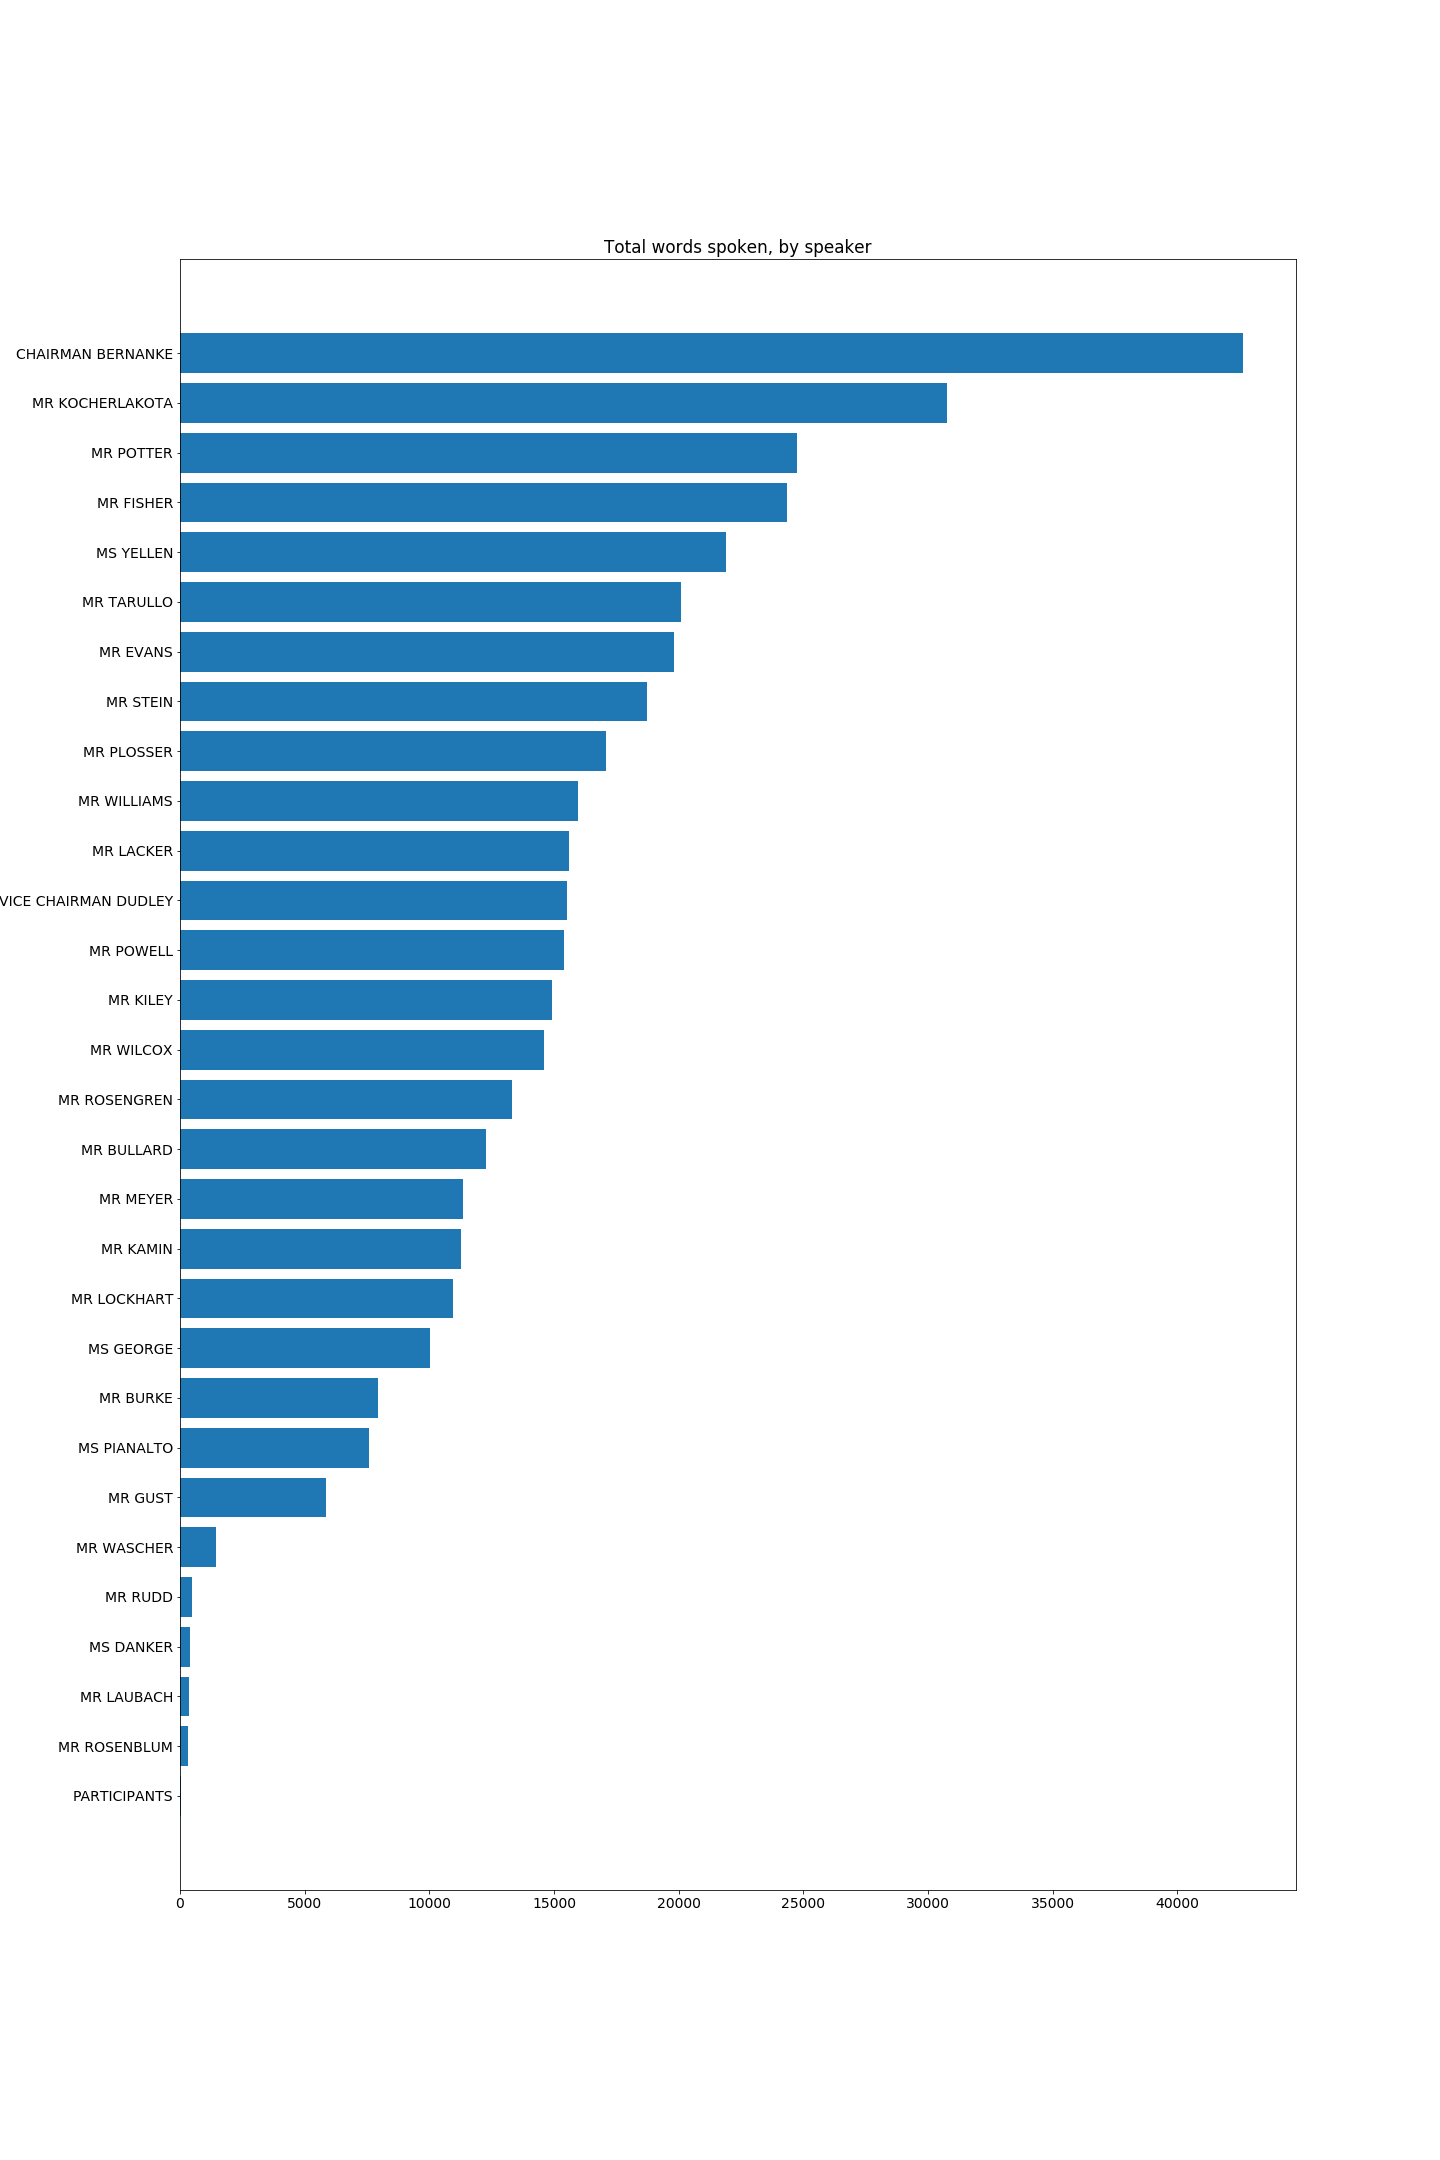 Total words spoken, by speaker
CHAIRMAN BERNANKE
MR KOCHERLAKOTA
MR POTTER
MR FISHER
MS YELLEN
MR TARULLO
MR EVANS
MR STEIN
MR PLOSSER
MR WILLIAMS
MR LACKER
VICE CHAIRMAN DUDLEY
MR POWELL
MR KILEY
MR WILCOX
MR ROSENGREN
MR BULLARD
MR MEYER
MR KAMIN
MR LOCKHART
MS GEORGE
MR BURKE
MS PIANALTO
MR GUST
MR WASCHER
MR RUDD
MS DANKER
MR LAUBACH
MR ROSENBLUM
PARTICIPANTS
0 5000 10000 15000 20000 25000 30000 35000 40000